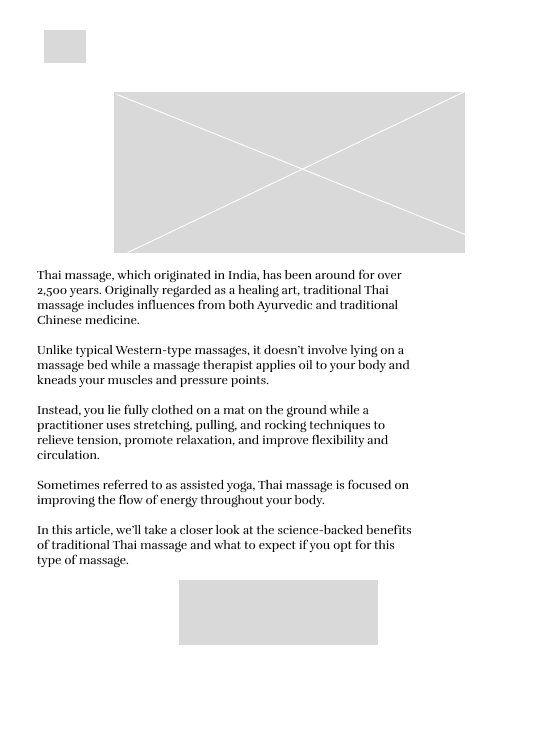 Thai massage, which originated in India, has been around for over
2,500 years. Originally regarded as a healing art, traditional Thai
massage includes influences from both Ayurvedic and traditional
Chinese medicine.
Unlike typical Western-type massages, it doesn’t involve lying on a
massage bed while a massage therapist applies oil to your body and
kneads your muscles and pressure points.
Instead, you lie fully clothed on a mat on the ground while a
practitioner uses stretching, pulling, and rocking techniques to
relieve tension, promote relaxation, and improve flexibility and
circulation.
Sometimes referred to as assisted yoga, Thai massage is focused on
improving the flow of energy throughout your body.
In this article, we’ll take a closer look at the science-backed benefits
of traditional Thai massage and what to expect if you opt for this
type of massage.